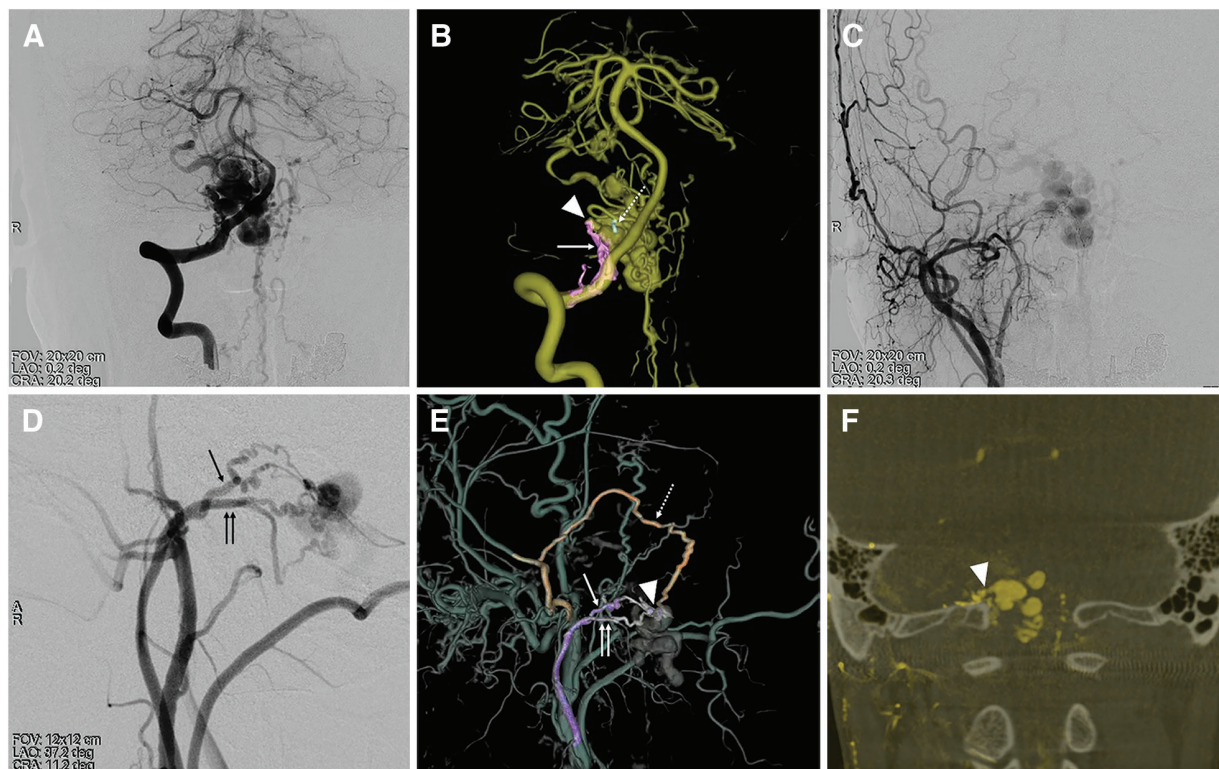 A
R
FOV: 20x20 cm
LAO: 0.2 deg
CRA: 20.2 deg
B
C
R
FOV: 20x20 cm
LAO: 0.2 deg
CRA: 20.3 deg
D
A
R
FOV: 12x12 cm
LAO: 37.2 deg
CRA: 11.2 deg
E
F